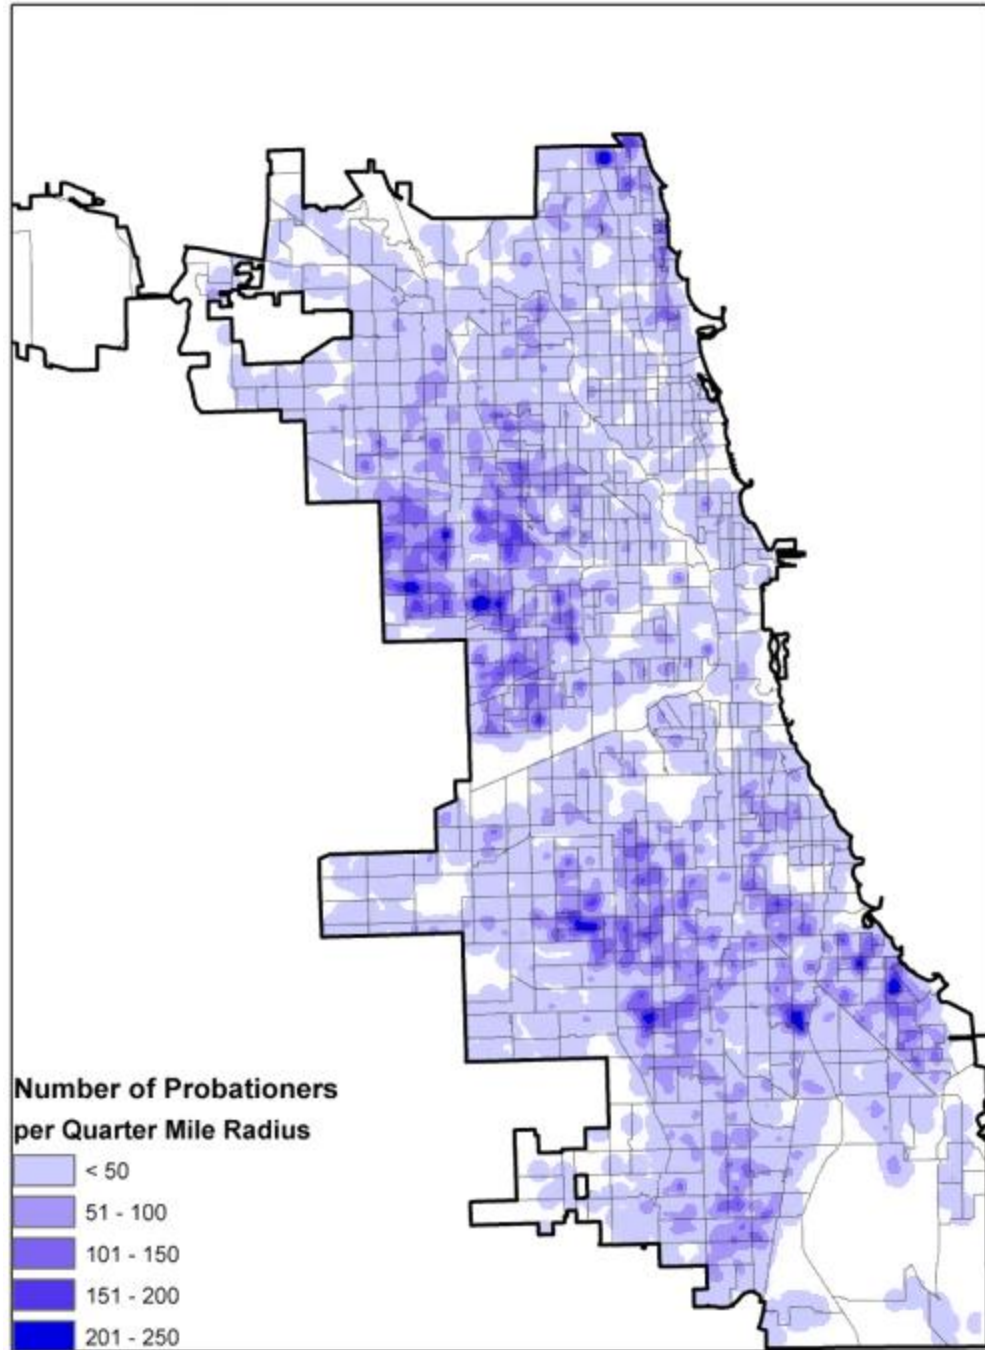 Number of Probationers
per Quarter Mile Radius
< 50
51 - 100
101 - 150
151 - 200
201 - 250